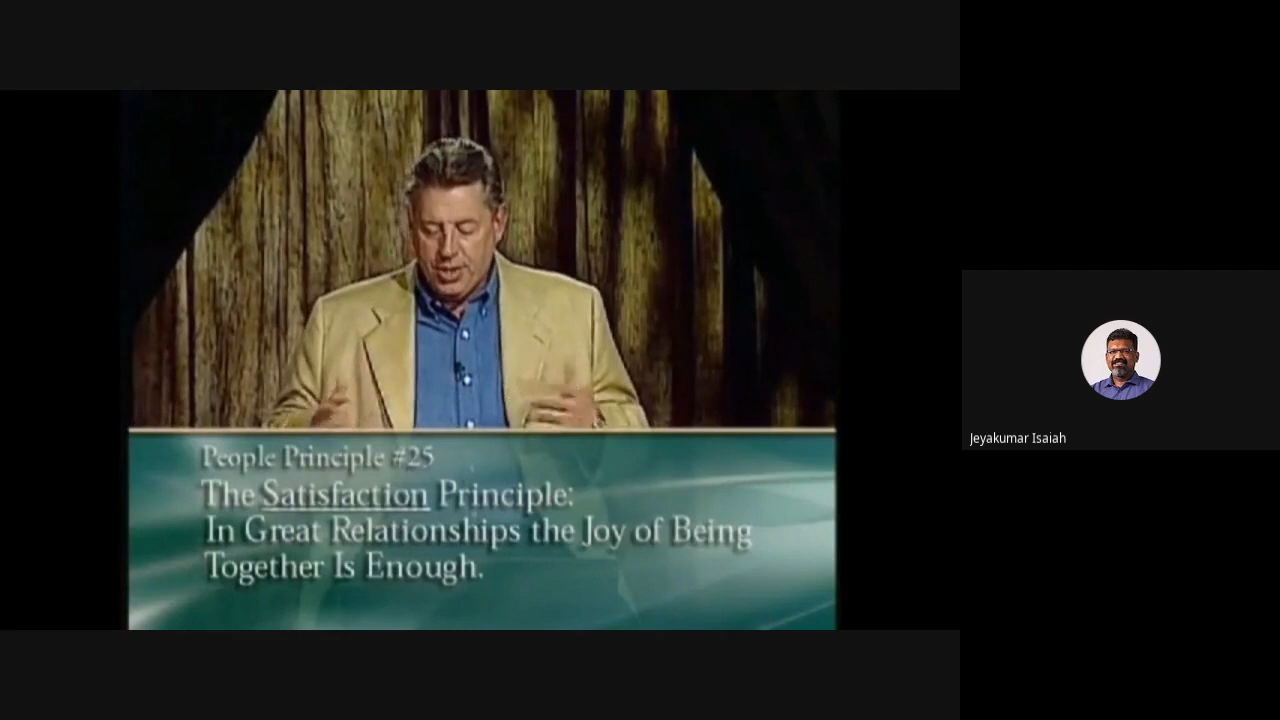 People Principle #25
The Satisfaction Principle:
In Great Relationships the Joy of Being
Together Is Enough.
Jeyakumar Isaiah